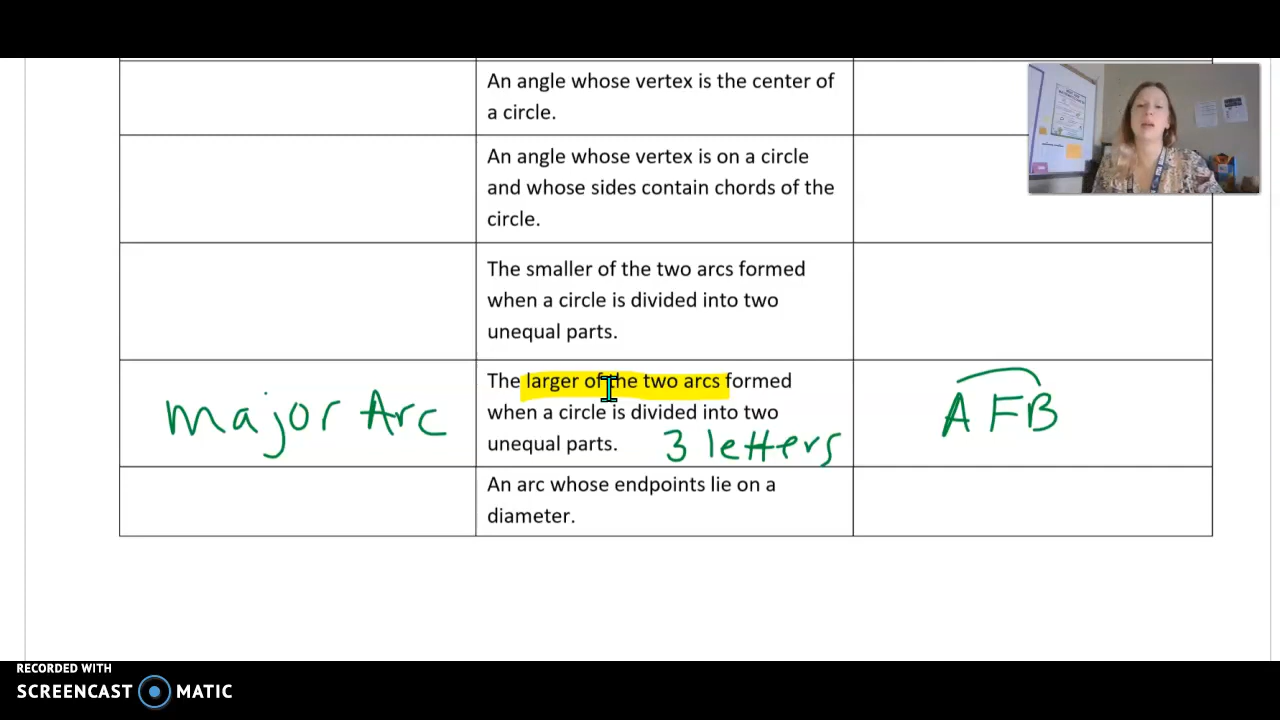 An angle whose vertex is the center of
a circle.
An angle whose vertex is on a circle
and whose sides contain chords of the
circle.
The smaller of the two arcs formed
when a circle is divided into two
unequal parts.
major Arc
The larger of the two arcs formed
when a circle is divided into two
unequal parts. 3 letters
AFB
An arc whose endpoints lie on a
diameter.
RECORDED WITH
SCREENCAST MATIC